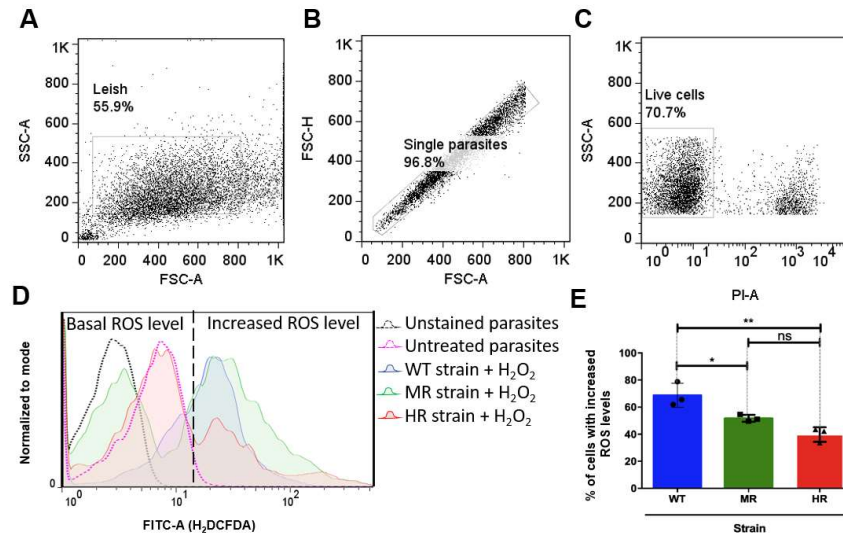 A
1K
800
600
400
200
0
SSC-A
Leish
55.9%
0 200 400 600 800 1K
FSC-A
B
1K
800
600
400
200
0
FSC-H
Single parasites
96.8%
0 200 400 600 800 1K
FSC-A
C
1K
800
600
400
200
0
SSC-A
Live cells
70.7%
10⁰ 10¹ 10² 10³ 10⁴
PI-A
D
Normalized to mode
0
Basal ROS level
Increased ROS level
10⁰ 10¹ 10²
FITC-A (H₂DCFDA)
Unstained parasites
Untreated parasites
WT strain + H₂O₂
MR strain + H₂O₂
HR strain + H₂O₂
E
**
ns
*
% of cells with increased
ROS levels
100
80
60
40
20
0
WT MR HR
Strain